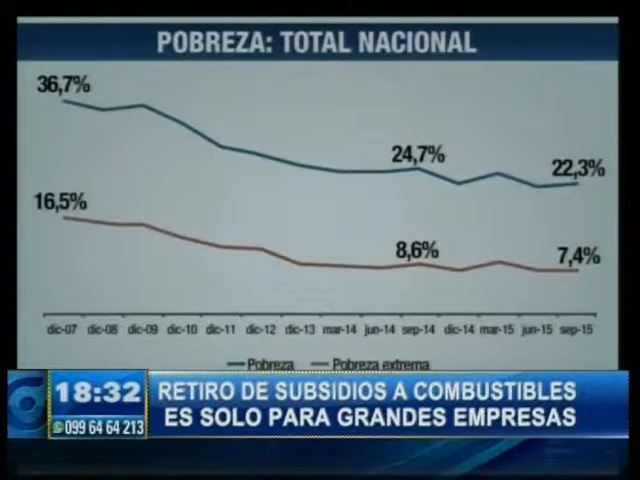 POBREZA: TOTAL NACIONAL
36,7%
24,7%
22,3%
16,5%
8,6%
7,4%
dic-07 dic-08 dic-09 dic-10 dic-11 dic-12 dic-13 mar-14 jun-14 sep-14 dic-14 mar-15 jun-15 sep-15
Pobreza Pobreza extrema
18:32
099 64 64 213
RETIRO DE SUBSIDIOS A COMBUSTIBLES
ES SOLO PARA GRANDES EMPRESAS